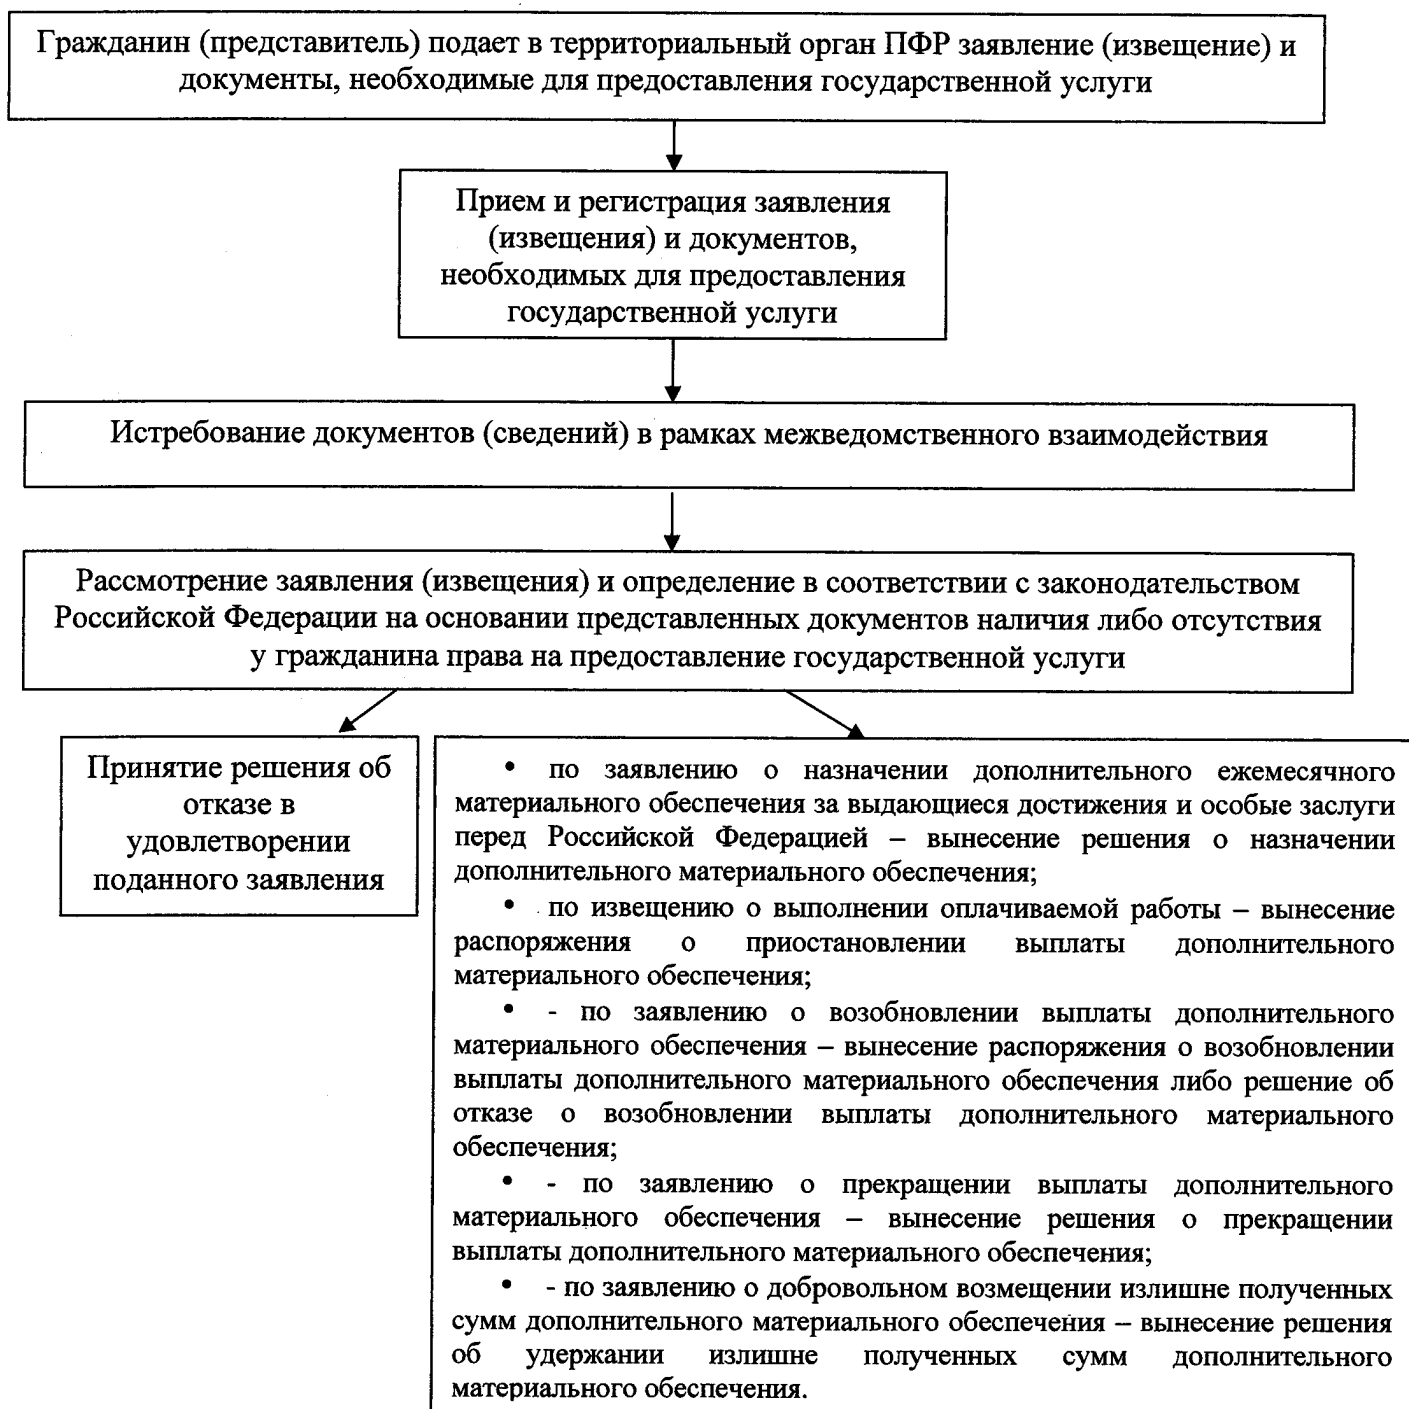 Гражданин (представитель) подает в территориальный орган ПФР заявление (извещение) и
документы, необходимые для предоставления государственной услуги
Прием и регистрация заявления
(извещения) и документов,
необходимых для предоставления
государственной услуги
Истребование документов (сведений) в рамках межведомственного взаимодействия
Рассмотрение заявления (извещения) и определение в соответствии с законодательством
Российской Федерации на основании представленных документов наличия либо отсутствия
у гражданина права на предоставление государственной услуги
Принятие решения об
отказе в
удовлетворении
поданного заявления
• по заявлению о назначении дополнительного ежемесячного
материального обеспечения за выдающиеся достижения и особые заслуги
перед Российской Федерацией – вынесение решения о назначении
дополнительного материального обеспечения;
• по извещению о выполнении оплачиваемой работы – вынесение
распоряжения о приостановлении выплаты дополнительного
материального обеспечения;
• - по заявлению о возобновлении выплаты дополнительного
материального обеспечения – вынесение распоряжения о возобновлении
выплаты дополнительного материального обеспечения либо решение об
отказе о возобновлении выплаты дополнительного материального
обеспечения;
• - по заявлению о прекращении выплаты дополнительного
материального обеспечения – вынесение решения о прекращении
выплаты дополнительного материального обеспечения;
• - по заявлению о добровольном возмещении излишне полученных
сумм дополнительного материального обеспечения – вынесение решения
об удержании излишне полученных сумм дополнительного
материального обеспечения.